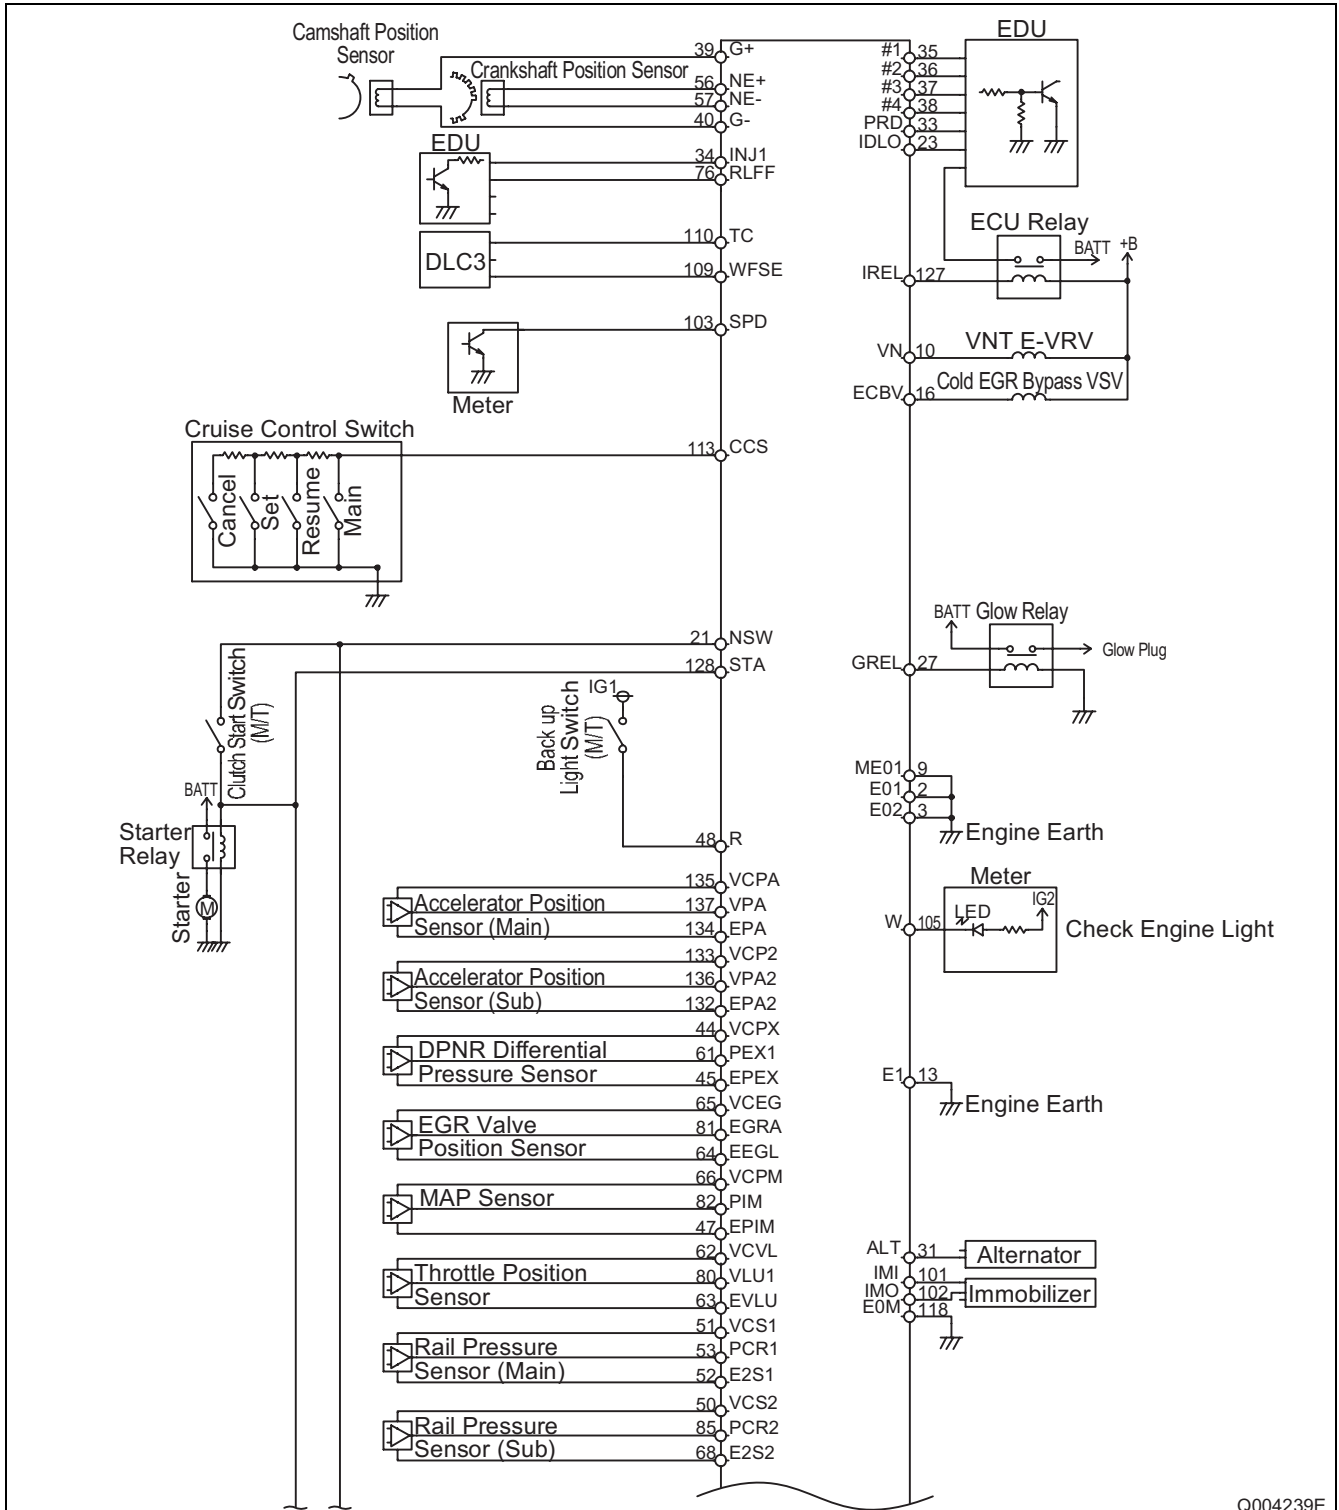 Camshaft Position
Sensor
39 G+
Crankshaft Position Sensor
56 NE+
57 NE-
40 G-
EDU
34 INJ1
76 RLFF
110 TC
DLC3
109 WFSE
103 SPD
Meter
Cruise Control Switch
113 CCS
Cancel
Set
Resume
Main
21 NSW
128 STA
Clutch Start Switch
(M/T)
IG1
Back up
Light Switch
(M/T)
BATT
Starter
Relay
Starter
M
48 R
135 VCPA
Accelerator Position
Sensor (Main)
137 VPA
134 EPA
133 VCP2
Accelerator Position
Sensor (Sub)
136 VPA2
132 EPA2
44 VCPX
DPNR Differential
Pressure Sensor
61 PEX1
45 EPEX
65 VCEG
EGR Valve
Position Sensor
81 EGRA
64 EEGL
66 VCPM
MAP Sensor
82 PIM
47 EPIM
62 VCVL
Throttle Position
Sensor
80 VLU1
63 EVLU
51 VCS1
Rail Pressure
Sensor (Main)
53 PCR1
52 E2S1
50 VCS2
Rail Pressure
Sensor (Sub)
85 PCR2
68 E2S2
EDU
#1 35
#2 36
#3 37
#4 38
PRD 33
IDLO 23
ECU Relay
BATT +B
IREL 127
VN 10 VNT E-VRV
ECBV 16 Cold EGR Bypass VSV
BATT Glow Relay
Glow Plug
GREL 27
ME01 9
E01 2
E02 3
Engine Earth
Meter
IG2
LED
W 105
Check Engine Light
E1 13
Engine Earth
ALT 31 Alternator
IMI 101
IMO 102 Immobilizer
E0M 118
Q004239E